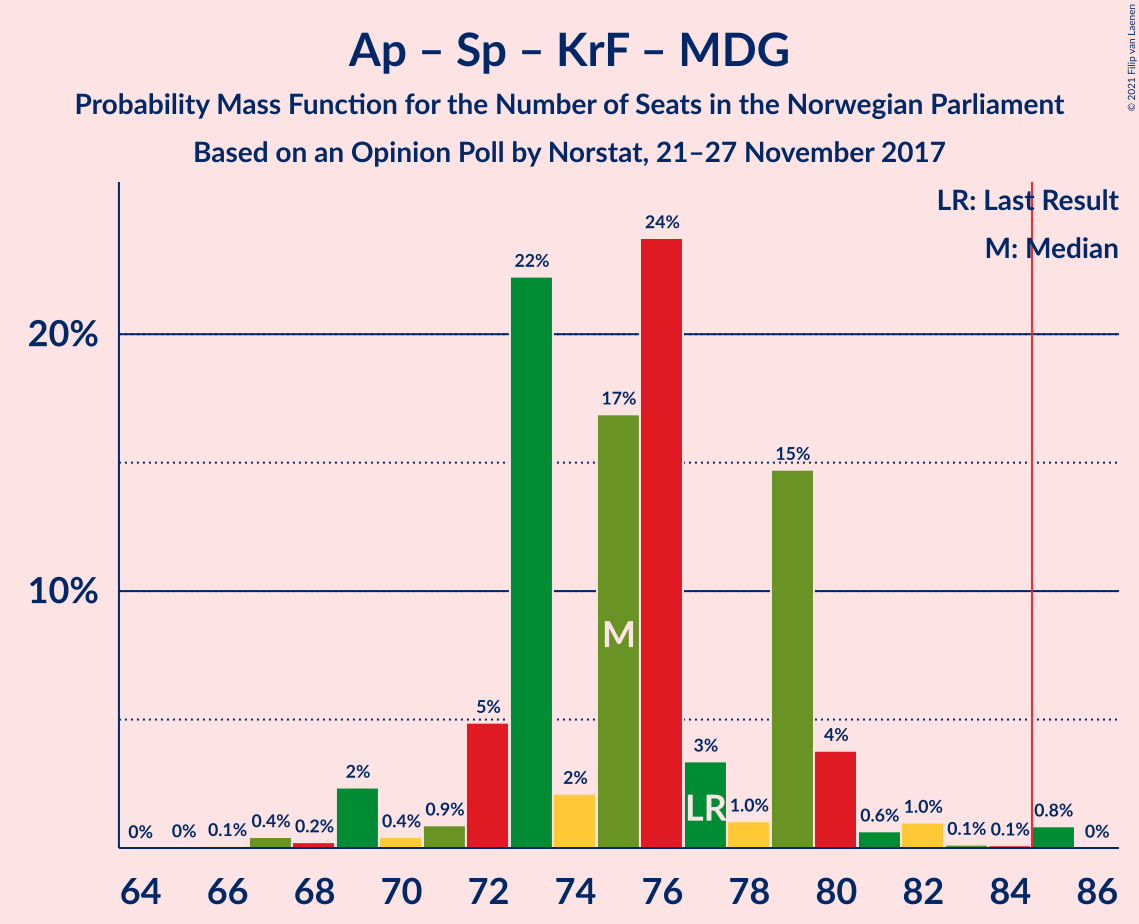 Ap – Sp – KrF – MDG
Probability Mass Function for the Number of Seats in the Norwegian Parliament
Based on an Opinion Poll by Norstat, 21–27 November 2017
© 2021 Filip van Laenen
LR: Last Result
M: Median
20%
10%
0% 0% 0.1% 0.4% 0.2% 2% 0.4% 0.9% 5% 22% 2% 17% 24% 3% 1.0% 15% 4% 0.6% 1.0% 0.1% 0.1% 0.8% 0%
M
LR
64 66 68 70 72 74 76 78 80 82 84 86